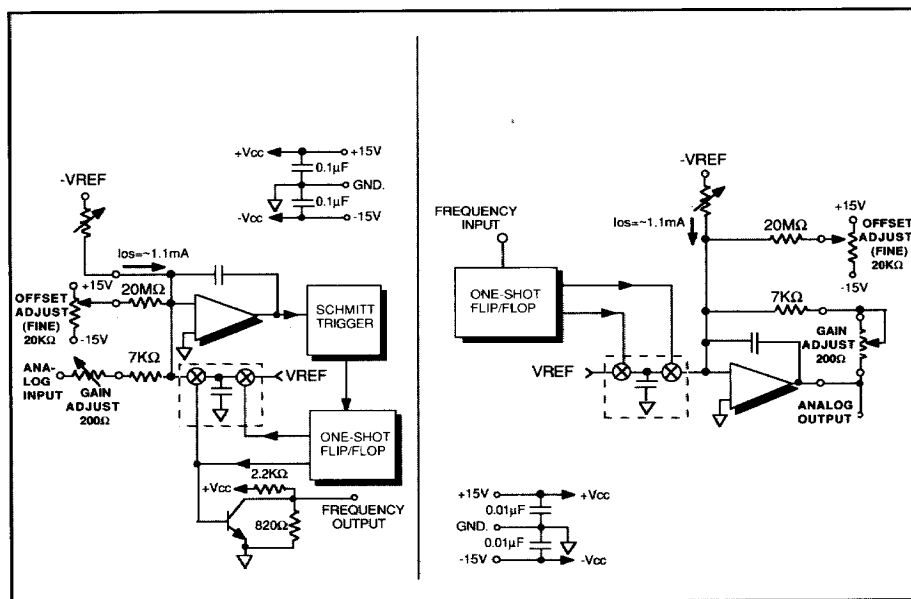 +VCC
+15V
0.1µF
GND.
0.1µF
-VCC
-15V
-VREF
IOS=~1.1mA
+15V
20MΩ
OFFSET
ADJUST
(FINE)
20KΩ
-15V
7KΩ
ANA-
LOG
INPUT
GAIN
ADJUST
200Ω
VREF
SCHMITT
TRIGGER
ONE-SHOT
FLIP/FLOP
2.2KΩ
+VCC
820Ω
FREQUENCY
OUTPUT
-VREF
FREQUENCY
INPUT
IOS=~1.1mA
20MΩ
+15V
OFFSET
ADJUST
(FINE)
20KΩ
-15V
ONE-SHOT
FLIP/FLOP
7KΩ
GAIN
ADJUST
200Ω
VREF
ANALOG
OUTPUT
+15V
+VCC
0.01µF
GND.
0.01µF
-15V
-VCC